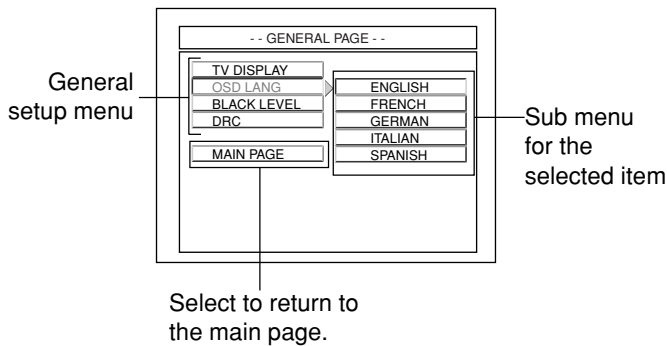 - - GENERAL PAGE - -
General
setup menu
TV DISPLAY
OSD LANG
BLACK LEVEL
DRC
MAIN PAGE
ENGLISH
FRENCH
GERMAN
ITALIAN
SPANISH
Sub menu
for the
selected item
Select to return to
the main page.